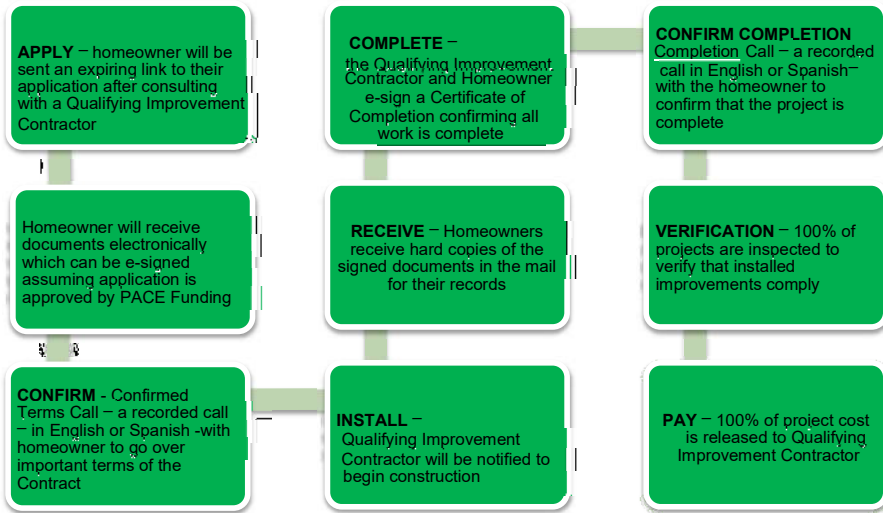 APPLY – homeowner will be
sent an expiring link to their
application after consulting
with a Qualifying Improvement
Contractor
Homeowner will receive
documents electronically
which can be e-signed
assuming application is
approved by PACE Funding
CONFIRM - Confirmed
Terms Call – a recorded call
– in English or Spanish -with
homeowner to go over
important terms of the
Contract
INSTALL –
Qualifying Improvement
Contractor will be notified to
begin construction
RECEIVE – Homeowners
receive hard copies of the
signed documents in the mail
for their records
COMPLETE –
the Qualifying Improvement
Contractor and Homeowner
e-sign a Certificate of
Completion confirming all
work is complete
CONFIRM COMPLETION
Completion Call – a recorded
call in English or Spanish–
with the homeowner to
confirm that the project is
complete
VERIFICATION – 100% of
projects are inspected to
verify that installed
improvements comply
PAY – 100% of project cost
is released to Qualifying
Improvement Contractor